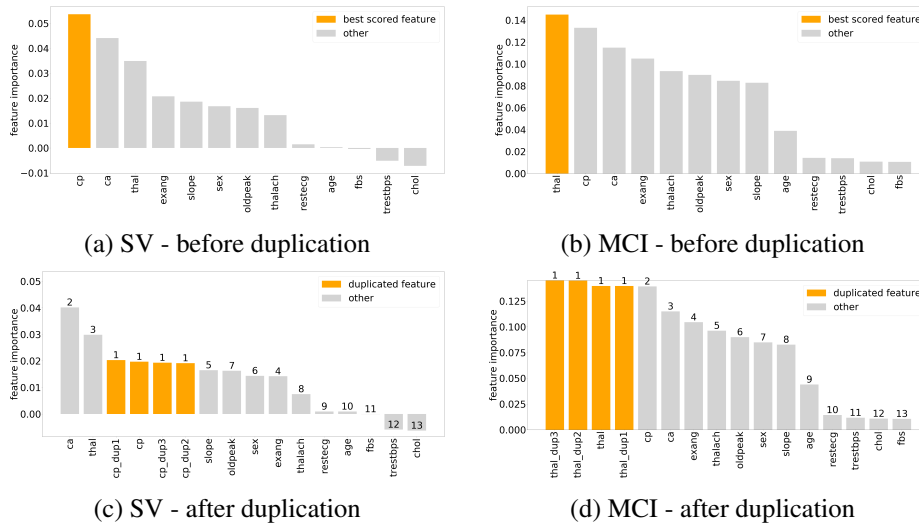 0.05
0.04
0.03
0.02
0.01
0.00
−0.01
feature importance
best scored feature
other
cp
ca
thal
exang
slope
sex
oldpeak
thalach
restecg
age
fbs
trestbps
chol
(a) SV - before duplication
0.14
0.12
0.10
0.08
0.06
0.04
0.02
0.00
feature importance
best scored feature
other
thal
cp
ca
exang
thalach
oldpeak
sex
slope
age
restecg
trestbps
chol
fbs
(b) MCI - before duplication
0.05
0.04
0.03
0.02
0.01
0.00
feature importance
duplicated feature
other
2
3
1
1
1
1
5
7
6
4
8
9
10
11
12
13
ca
thal
cp_dup1
cp
cp_dup3
cp_dup2
slope
oldpeak
sex
exang
thalach
restecg
age
fbs
trestbps
chol
(c) SV - after duplication
0.125
0.100
0.075
0.050
0.025
0.000
feature importance
duplicated feature
other
1
1
1
1
2
3
4
5
6
7
8
9
10
11
12
13
thal_dup3
thal_dup2
thal
thal_dup1
cp
ca
exang
thalach
oldpeak
sex
slope
age
restecg
trestbps
chol
fbs
(d) MCI - after duplication